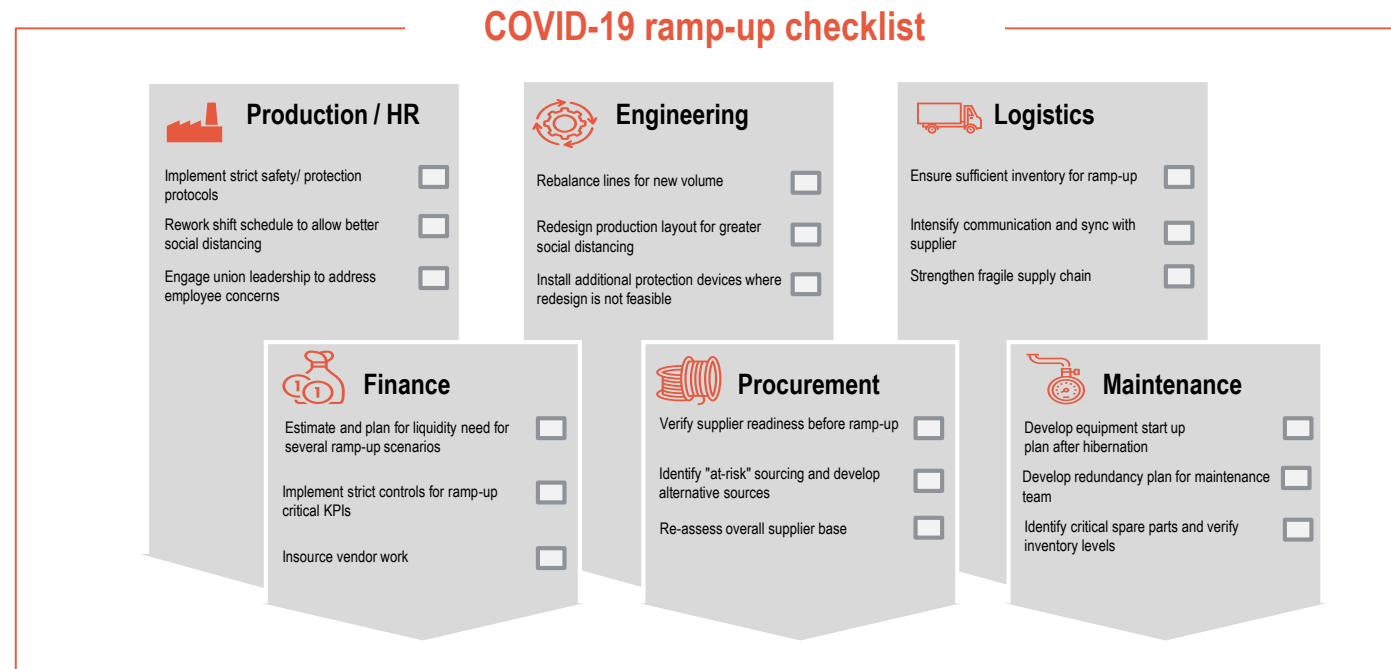 COVID-19 ramp-up checklist
Production / HR
Implement strict safety/ protection
protocols
Rework shift schedule to allow better
social distancing
Engage union leadership to address
employee concerns
Engineering
Rebalance lines for new volume
Redesign production layout for greater
social distancing
Install additional protection devices where
redesign is not feasible
Logistics
Ensure sufficient inventory for ramp-up
Intensify communication and sync with
supplier
Strengthen fragile supply chain
1
1
Finance
Estimate and plan for liquidity need for
several ramp-up scenarios
Implement strict controls for ramp-up
critical KPIs
Insource vendor work
Procurement
Verify supplier readiness before ramp-up
Identify "at-risk" sourcing and develop
alternative sources
Re-assess overall supplier base
Maintenance
Develop equipment start up
plan after hibernation
Develop redundancy plan for maintenance
team
Identify critical spare parts and verify
inventory levels